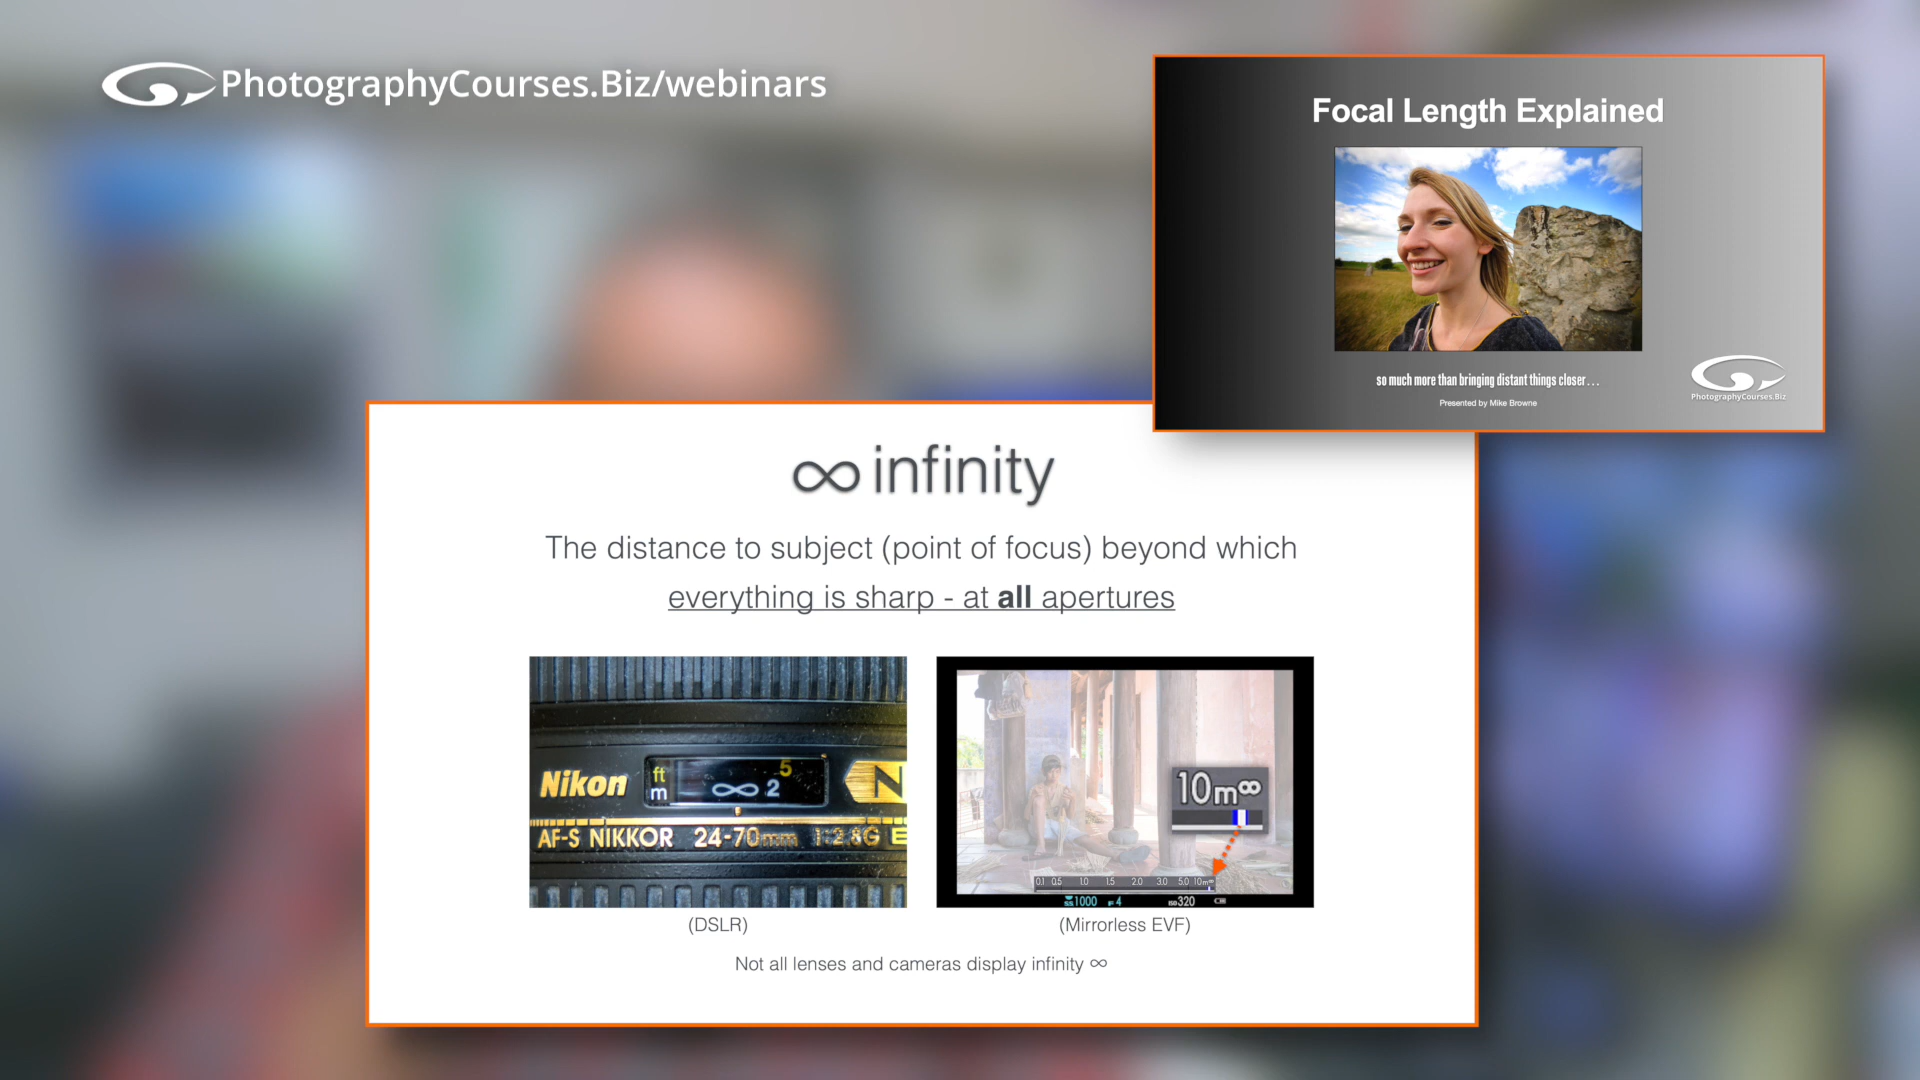 PhotographyCourses.Biz/webinars
Focal Length Explained
so much more than bringing distant things closer...
Presented by Mike Browne
PhotographyCourses.Biz
∞ infinity
The distance to subject (point of focus) beyond which
everything is sharp - at all apertures
Nikon
ft
m
5
∞ 2
N
AF-S NIKKOR 24-70mm 1:2.8G E
10m∞
0.1 0.5 1.0 1.5 2.0 3.0 5.0 10m∞
SS 1000 F 4 ISO 320
(DSLR)
(Mirrorless EVF)
Not all lenses and cameras display infinity ∞